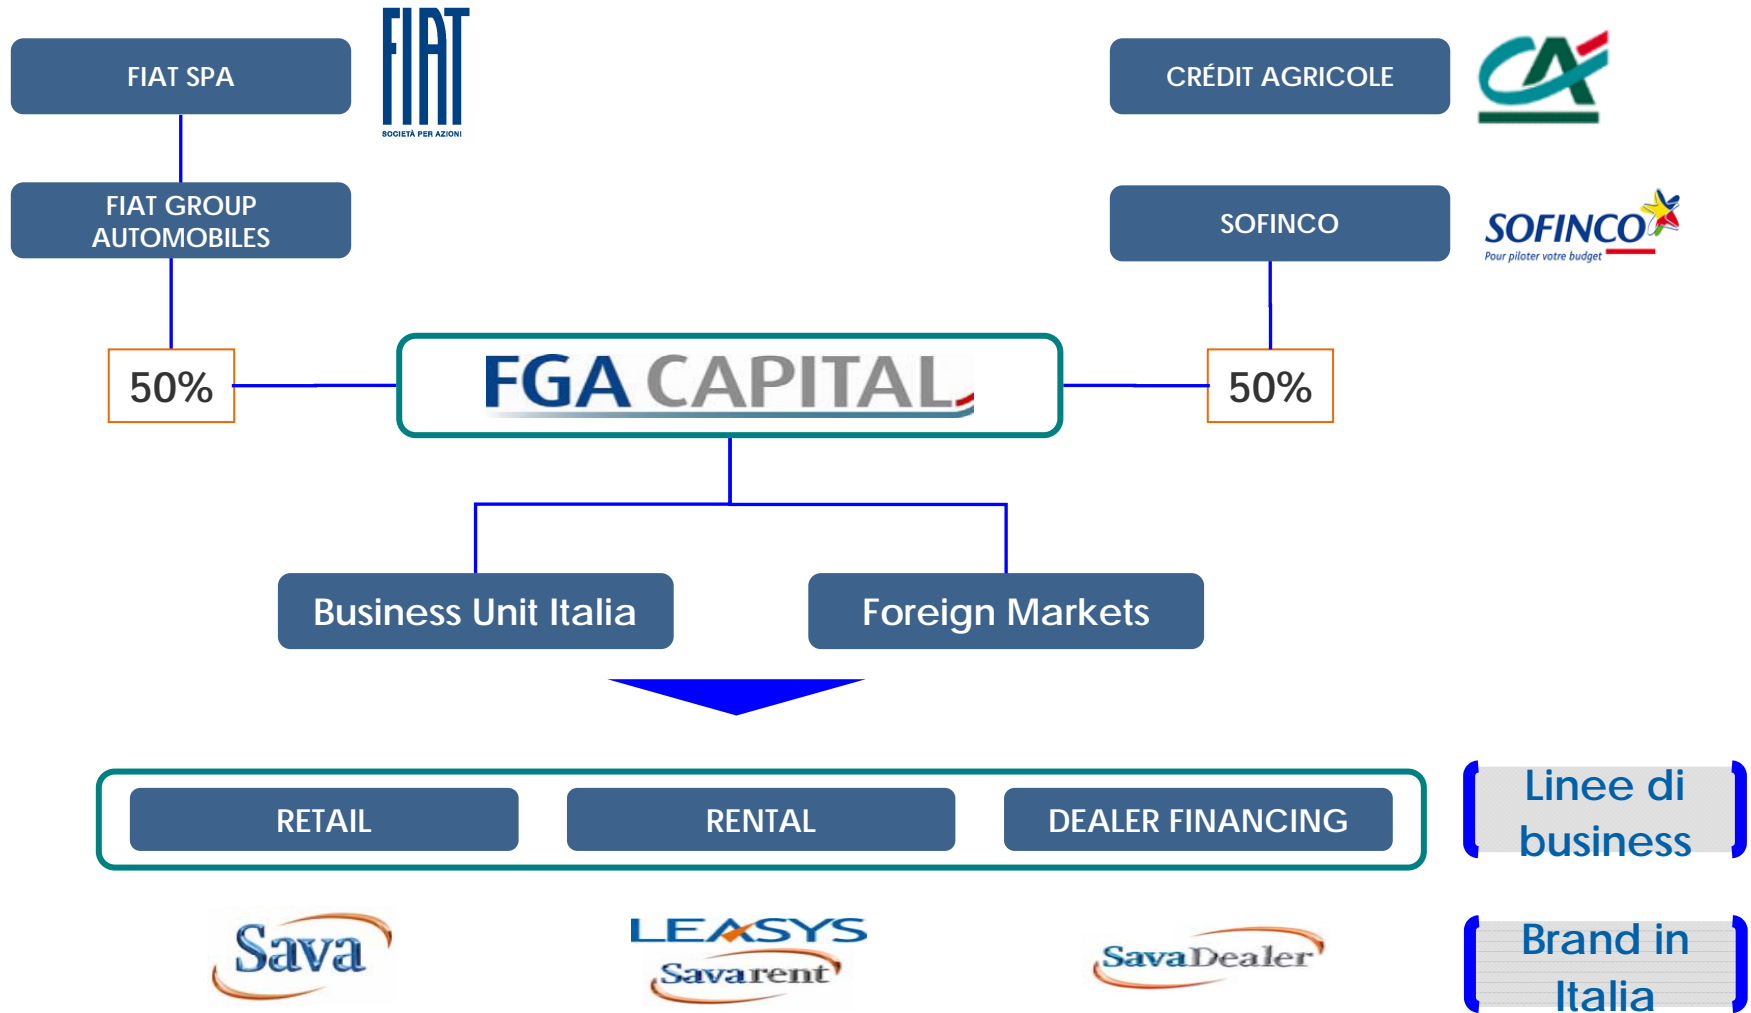 FIAT SPA
FIAT
SOCIETÀ PER AZIONI
CRÉDIT AGRICOLE
CA
FIAT GROUP
AUTOMOBILES
SOFINCO
SOFINCO
Pour piloter votre budget
50%
FGA CAPITAL
50%
Business Unit Italia
Foreign Markets
RETAIL
RENTAL
DEALER FINANCING
Linee di
business
Sava
LEASYS
Savarent
SavaDealer
Brand in
Italia